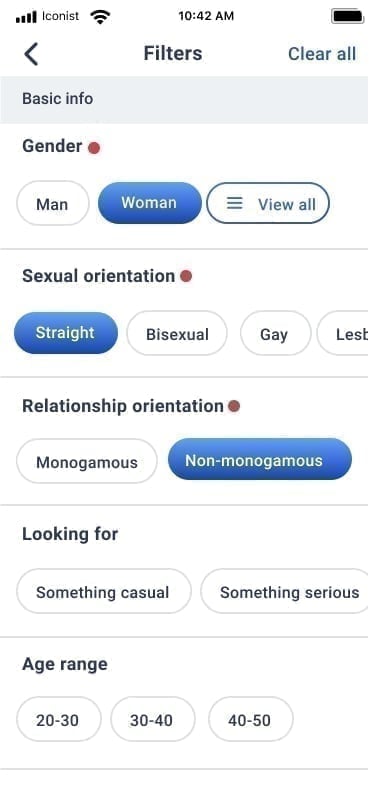 Iconist 10:42 AM
Filters Clear all
Basic info
Gender
Man Woman View all
Sexual orientation
Straight Bisexual Gay Lesb
Relationship orientation
Monogamous Non-monogamous
Looking for
Something casual Something serious
Age range
20-30 30-40 40-50